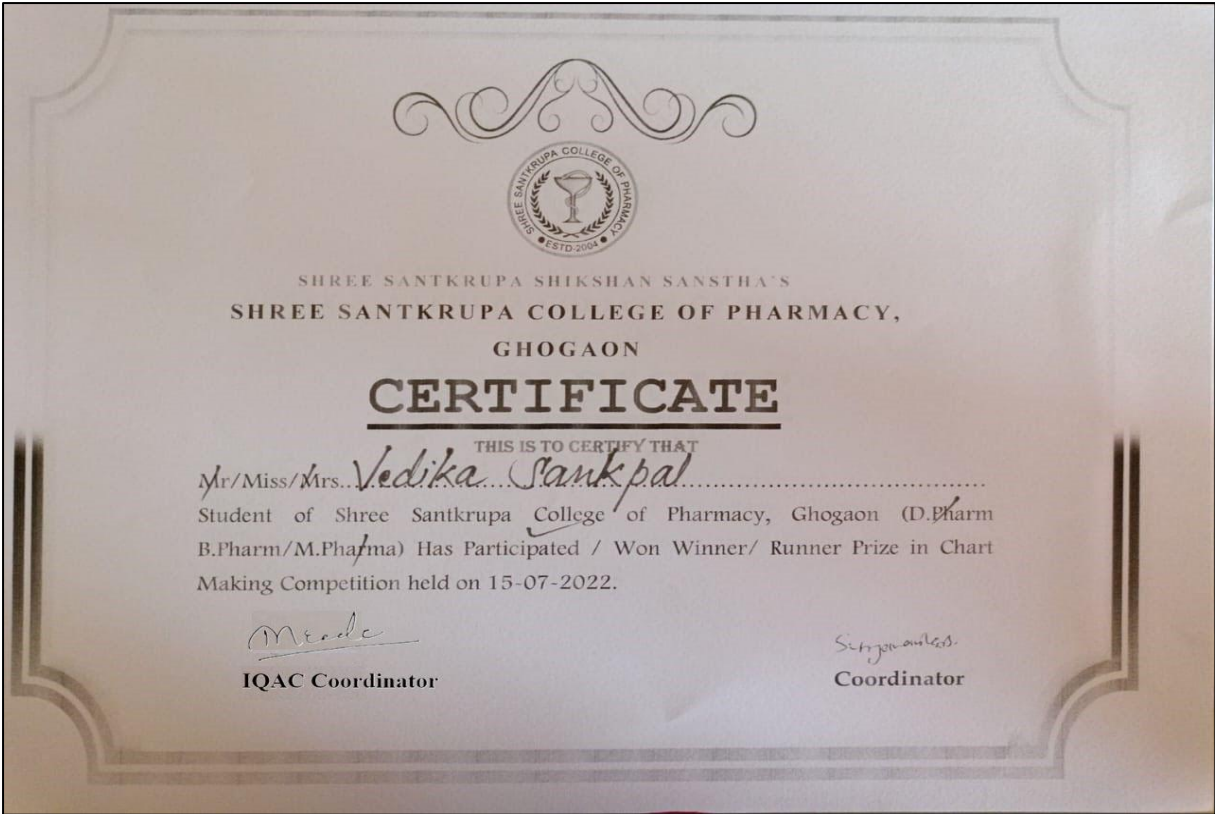 SHREE SANTKRUPA COLLEGE OF PHARMACY
ESTD-2004
SHREE SANTKRUPA SHIKSHAN SANSTHA`S
SHREE SANTKRUPA COLLEGE OF PHARMACY,
GHOGAON
CERTIFICATE
THIS IS TO CERTIFY THAT
Mr/Miss/Mrs..Vedika Sankpal
Student of Shree Santkrupa College of Pharmacy, Ghogaon (D.Pharm
B.Pharm/M.Pharma) Has Participated / Won Winner/ Runner Prize in Chart
Making Competition held on 15-07-2022.
IQAC Coordinator
Coordinator